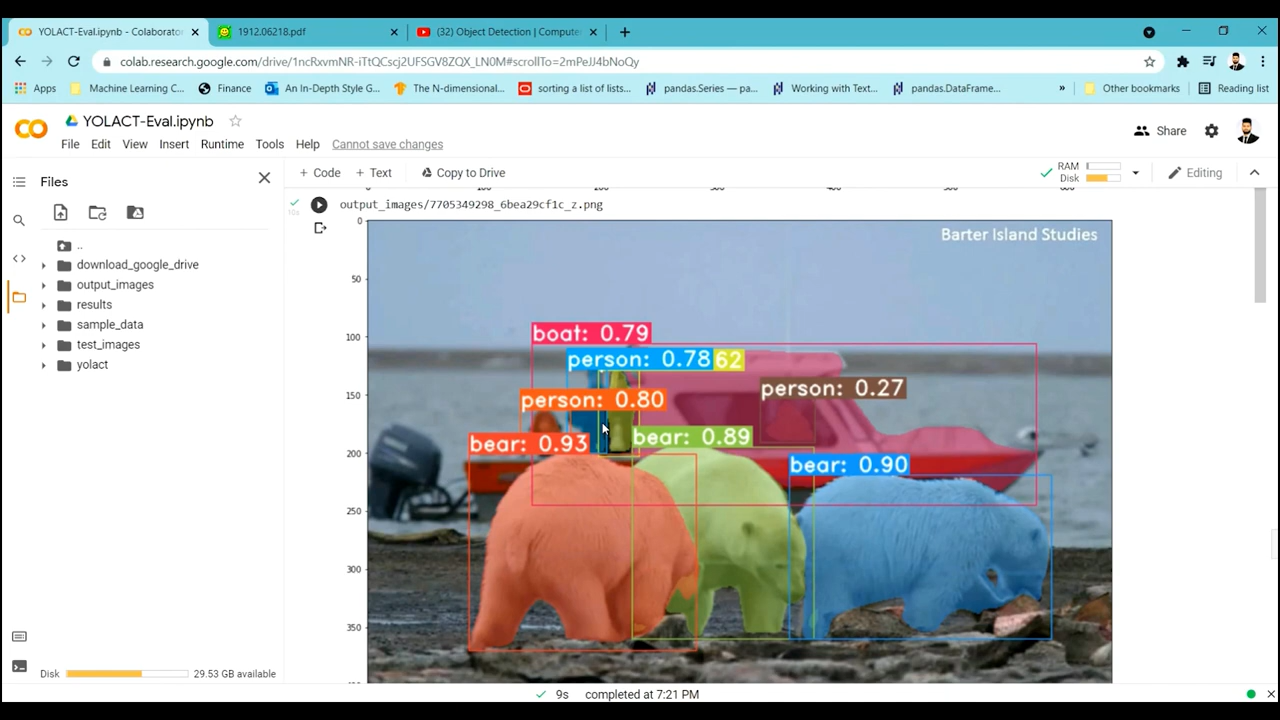 YOLACT-Eval.ipynb - Colaborato
1912.06218.pdf
(32) Object Detection | Compute
colab.research.google.com/drive/1ncRxvmNR-iTtQCscj2UFSGV8ZQX_LN0M#scrollTo=2mPeJJ4bNoQy
Apps
Machine Learning C...
Finance
An In-Depth Style G...
The N-dimensional...
sorting a list of lists...
pandas.Series — pa...
Working with Text...
pandas.DataFrame...
»
Other bookmarks
Reading list
YOLACT-Eval.ipynb
File Edit View Insert Runtime Tools Help Cannot save changes
Share
Files
+ Code + Text Copy to Drive
RAM
Disk
Editing
..
download_google_drive
output_images
results
sample_data
test_images
yolact
10s
output_images/7705349298_6bea29cf1c_z.png
0
50
100
150
200
250
300
350
Barter Island Studies
boat: 0.79
person: 0.78
62
person: 0.27
person: 0.80
bear: 0.89
bear: 0.93
bear: 0.90
Disk
29.53 GB available
9s completed at 7:21 PM